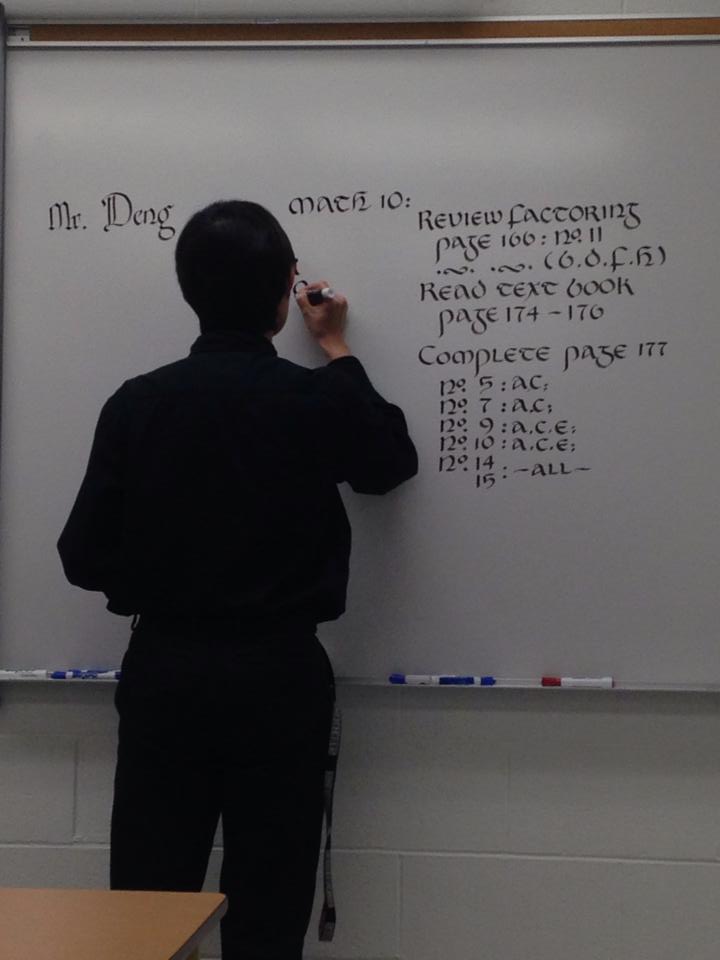 Mr. Deng
Math 10:
Review factoring
page 166 : no. 11
(b.d.f.h)
Read text book
page 174 - 176
Complete page 177
no. 5 : a.c;
no. 7 : a.c;
no. 9 : a.c.e;
no. 10 : a.c.e;
no. 14
15 : -all-